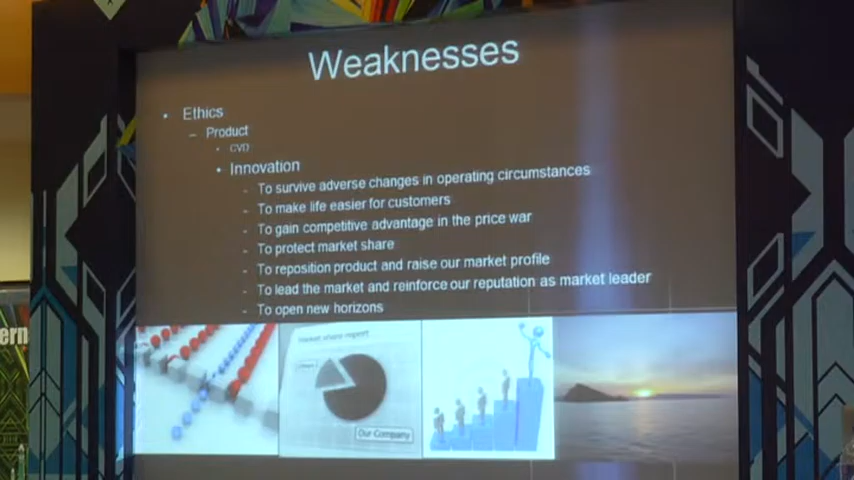 Weaknesses
• Ethics
– Product
• CVD
• Innovation
- To survive adverse changes in operating circumstances
- To make life easier for customers
- To gain competitive advantage in the price war
- To protect market share
- To reposition product and raise our market profile
- To lead the market and reinforce our reputation as market leader
- To open new horizons
Market share report
Our Company
ern